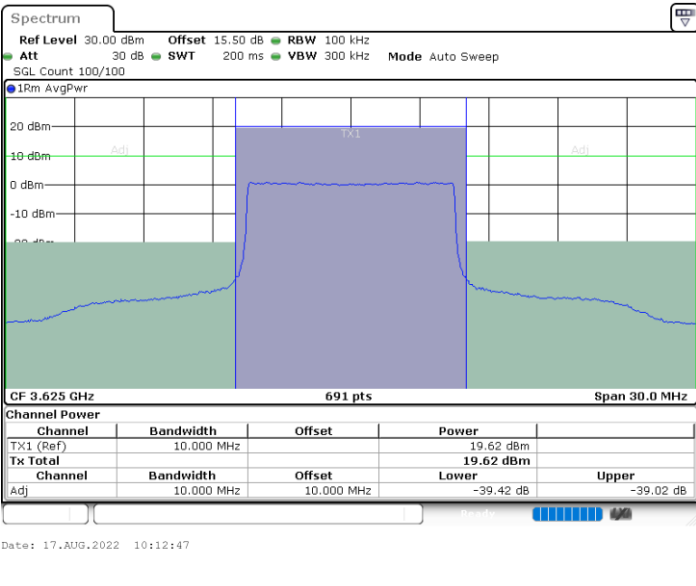 Spectrum
Ref Level 30.00 dBm Offset 15.50 dB RBW 100 kHz
Att 30 dB SWT 200 ms VBW 300 kHz Mode Auto Sweep
SGL Count 100/100
1Rm AvgPwr
20 dBm
TX1
Adj Adj
10 dBm
0 dBm
-10 dBm
CF 3.625 GHz 691 pts Span 30.0 MHz
Channel Power
Channel Bandwidth Offset Power
TX1 (Ref) 10.000 MHz 19.62 dBm
Tx Total 19.62 dBm
Channel Bandwidth Offset Lower Upper
Adj 10.000 MHz 10.000 MHz -39.42 dB -39.02 dB
Ready
Date: 17.AUG.2022 10:12:47